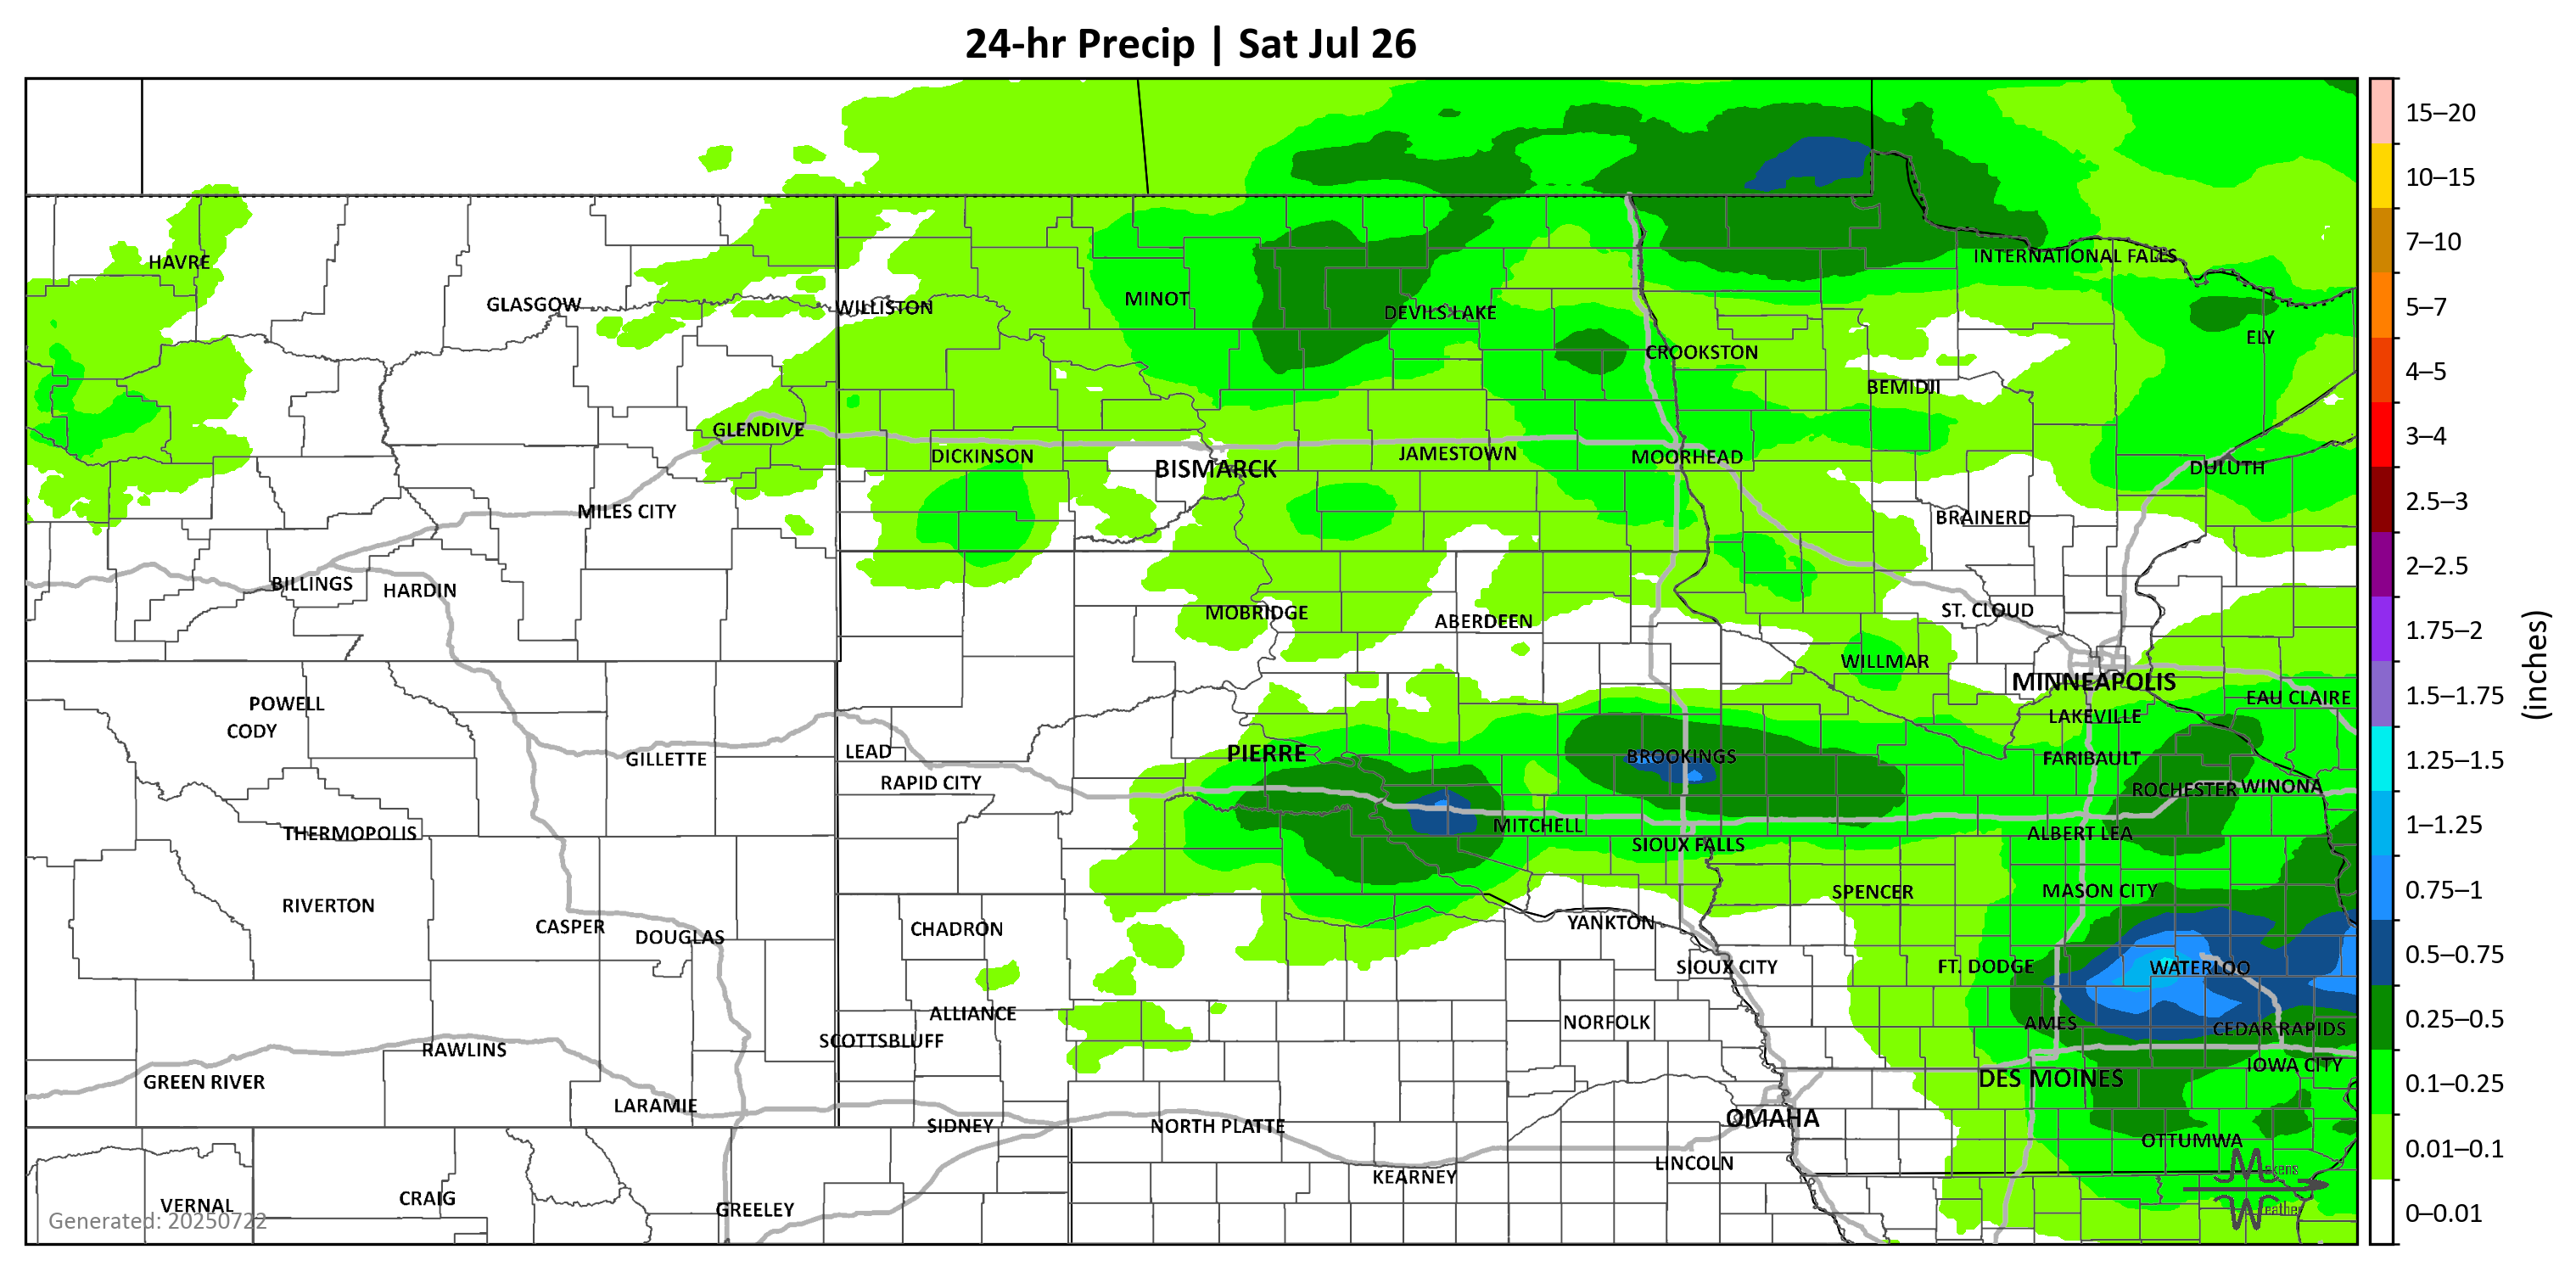 24-hr Precip | Sat Jul 26
HAVRE
GLASGOW
WILLISTON
MINOT
DEVILS LAKE
CROOKSTON
INTERNATIONAL FALLS
ELY
BEMIDJI
GLENDIVE
DICKINSON
BISMARCK
JAMESTOWN
MOORHEAD
DULUTH
MILES CITY
BRAINERD
BILLINGS
HARDIN
MOBRIDGE
ABERDEEN
ST. CLOUD
WILLMAR
MINNEAPOLIS
EAU CLAIRE
POWELL
CODY
LAKEVILLE
GILLETTE
LEAD
PIERRE
BROOKINGS
FARIBAULT
RAPID CITY
ROCHESTER
WINONA
THERMOPOLIS
MITCHELL
SIOUX FALLS
ALBERT LEA
RIVERTON
SPENCER
MASON CITY
CASPER
DOUGLAS
CHADRON
YANKTON
SIOUX CITY
FT. DODGE
WATERLOO
ALLIANCE
SCOTTSBLUFF
NORFOLK
AMES
CEDAR RAPIDS
RAWLINS
IOWA CITY
GREEN RIVER
DES MOINES
LARAMIE
SIDNEY
NORTH PLATTE
OMAHA
OTTUMWA
LINCOLN
KEARNEY
VERNAL
CRAIG
GREELEY
Generated: 20250722
Makens
Weather
15–20
10–15
7–10
5–7
4–5
3–4
2.5–3
2–2.5
1.75–2
1.5–1.75
1.25–1.5
1–1.25
0.75–1
0.5–0.75
0.25–0.5
0.1–0.25
0.01–0.1
0–0.01
(inches)